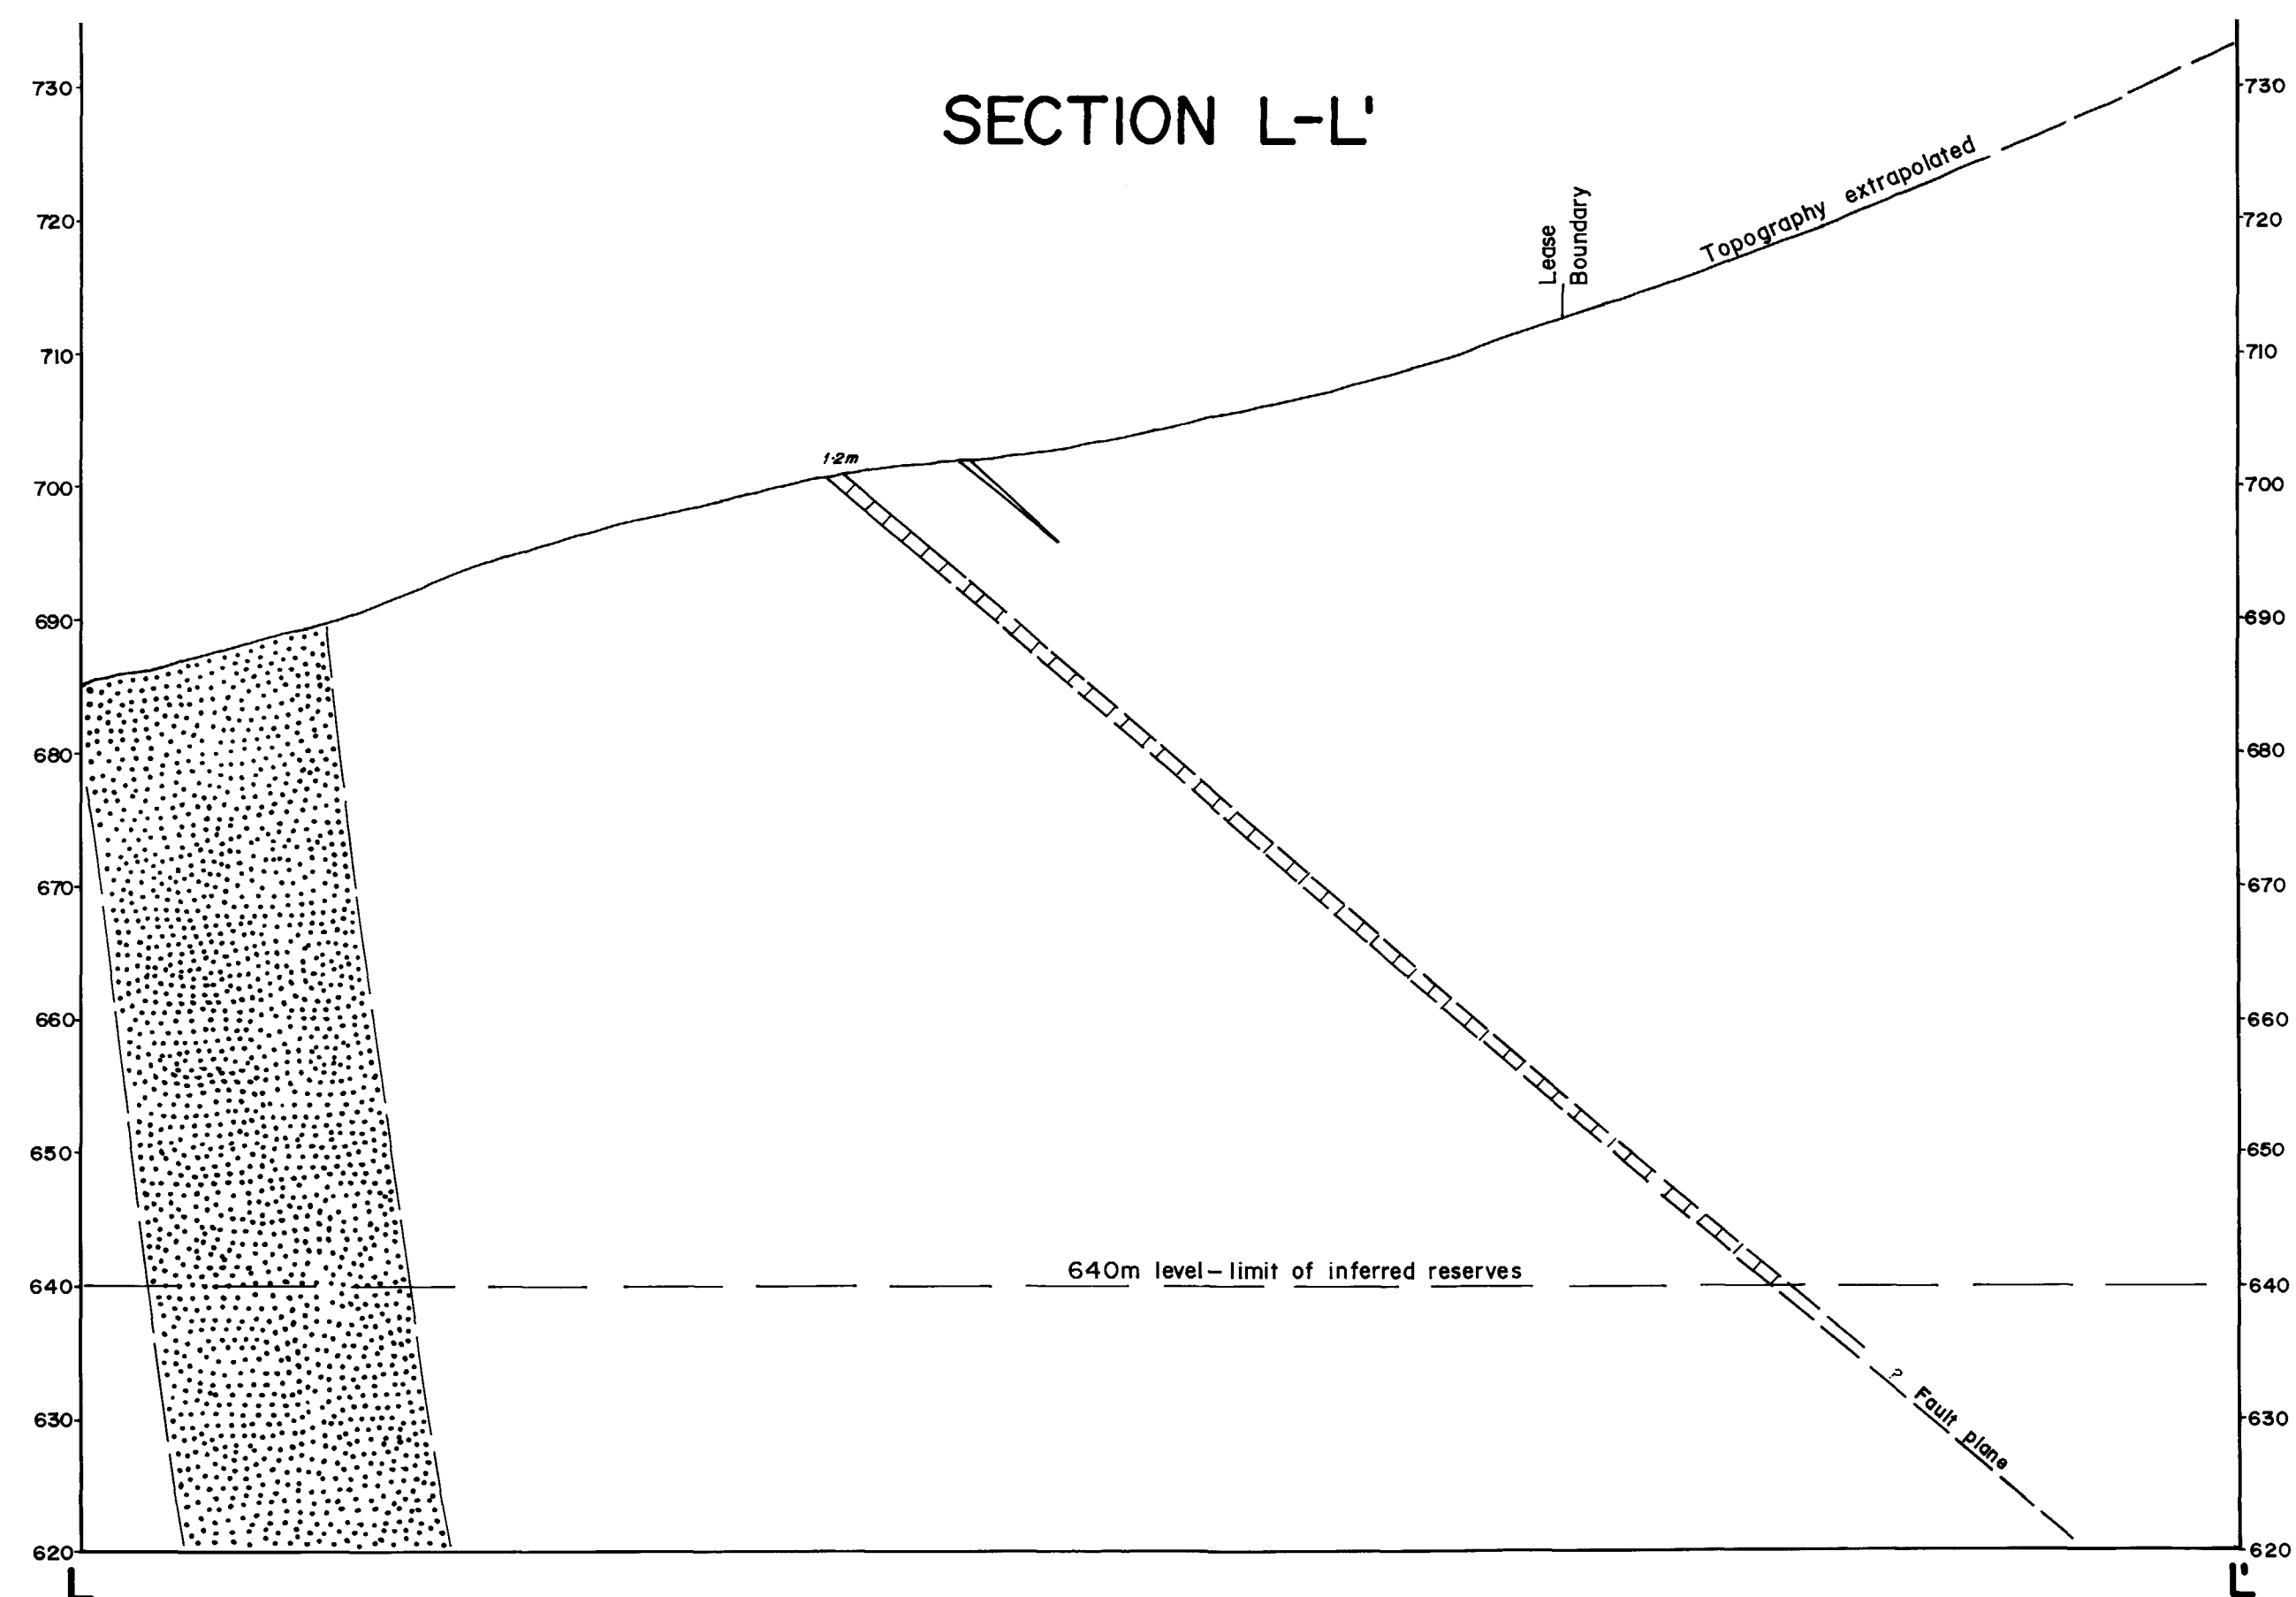 SECTION L-L'
730
720
710
700
690
680
670
660
650
640
630
620
730
720
710
700
690
680
670
660
650
640
630
620
Lease
Boundary
Topography extrapolated
1·2m
640m level – limit of inferred reserves
? Fault plane
L
L'